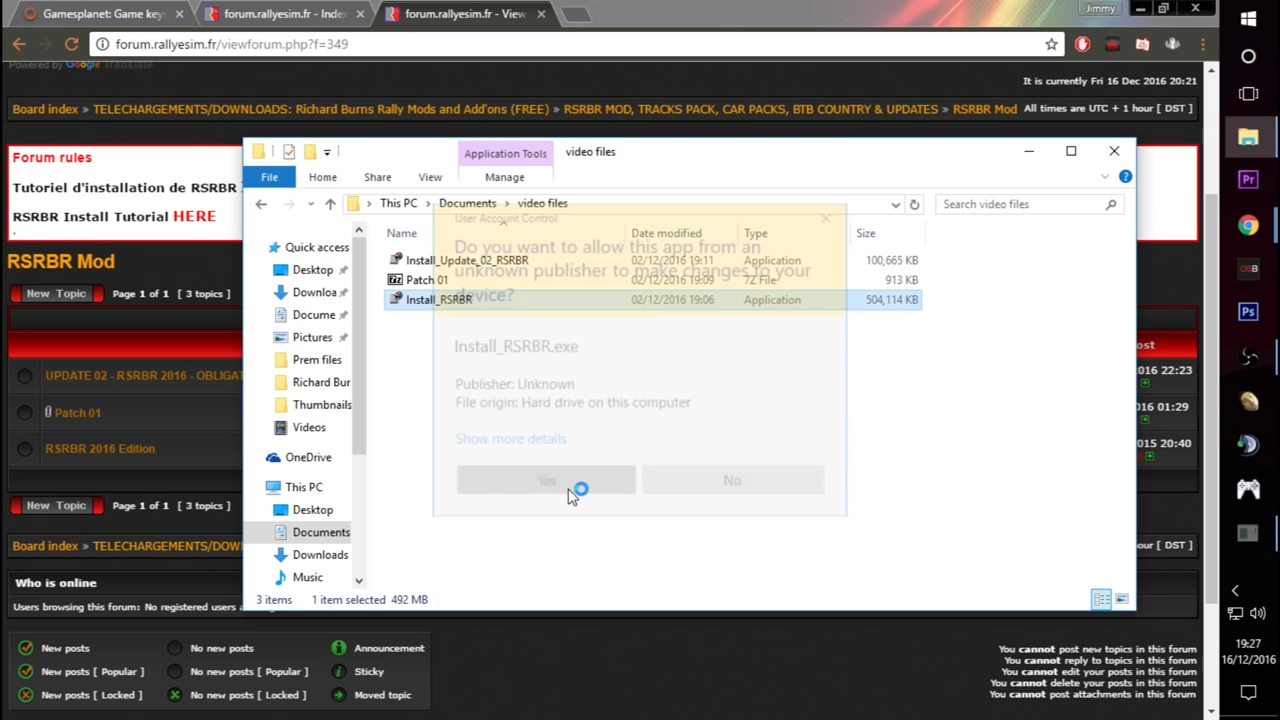 Gamesplanet: Game key
forum.rallyesim.fr - Inde
forum.rallyesim.fr - View
Jimmy
forum.rallyesim.fr/viewforum.php?f=349
Powered by Google Translate
It is currently Fri 16 Dec 2016 20:21
Board index » TELECHARGEMENTS/DOWNLOADS: Richard Burns Rally Mods and Add'ons (FREE) » RSRBR MOD, TRACKS PACK, CAR PACKS, BTB COUNTRY & UPDATES » RSRBR Mod
All times are UTC + 1 hour [ DST ]
Forum rules
Tutoriel d'installation de RSRBR
RSRBR Install Tutorial HERE
.
RSRBR Mod
New Topic Page 1 of 1 [ 3 topics ]
ost
UPDATE 02 - RSRBR 2016 - OBLIGAT
2016 22:23
Patch 01
016 01:29
RSRBR 2016 Edition
2015 20:40
New Topic Page 1 of 1 [ 3 topics ]
Board index » TELECHARGEMENTS/DOW
our [ DST ]
Who is online
Users browsing this forum: No registered users a
New posts No new posts Announcement
New posts [ Popular ] No new posts [ Popular ] Sticky
New posts [ Locked ] No new posts [ Locked ] Moved topic
You cannot post new topics in this forum
You cannot reply to topics in this forum
You cannot edit your posts in this forum
You cannot delete your posts in this forum
You cannot post attachments in this forum
Application Tools
video files
File Home Share View Manage
This PC > Documents > video files
Search video files
Name Date modified Type Size
Install_Update_02_RSRBR 02/12/2016 19:11 Application 100,665 KB
Patch 01 02/12/2016 19:09 7Z File 913 KB
Install_RSRBR 02/12/2016 19:06 Application 504,114 KB
Quick access
Desktop
Downloa
Docume
Pictures
Prem files
Richard Bur
Thumbnails
Videos
OneDrive
This PC
Desktop
Documents
Downloads
Music
3 items 1 item selected 492 MB
User Account Control
Do you want to allow this app from an
unknown publisher to make changes to your
device?
Install_RSRBR.exe
Publisher: Unknown
File origin: Hard drive on this computer
Show more details
Yes
No
Pr
OSB
Ps
19:27
16/12/2016